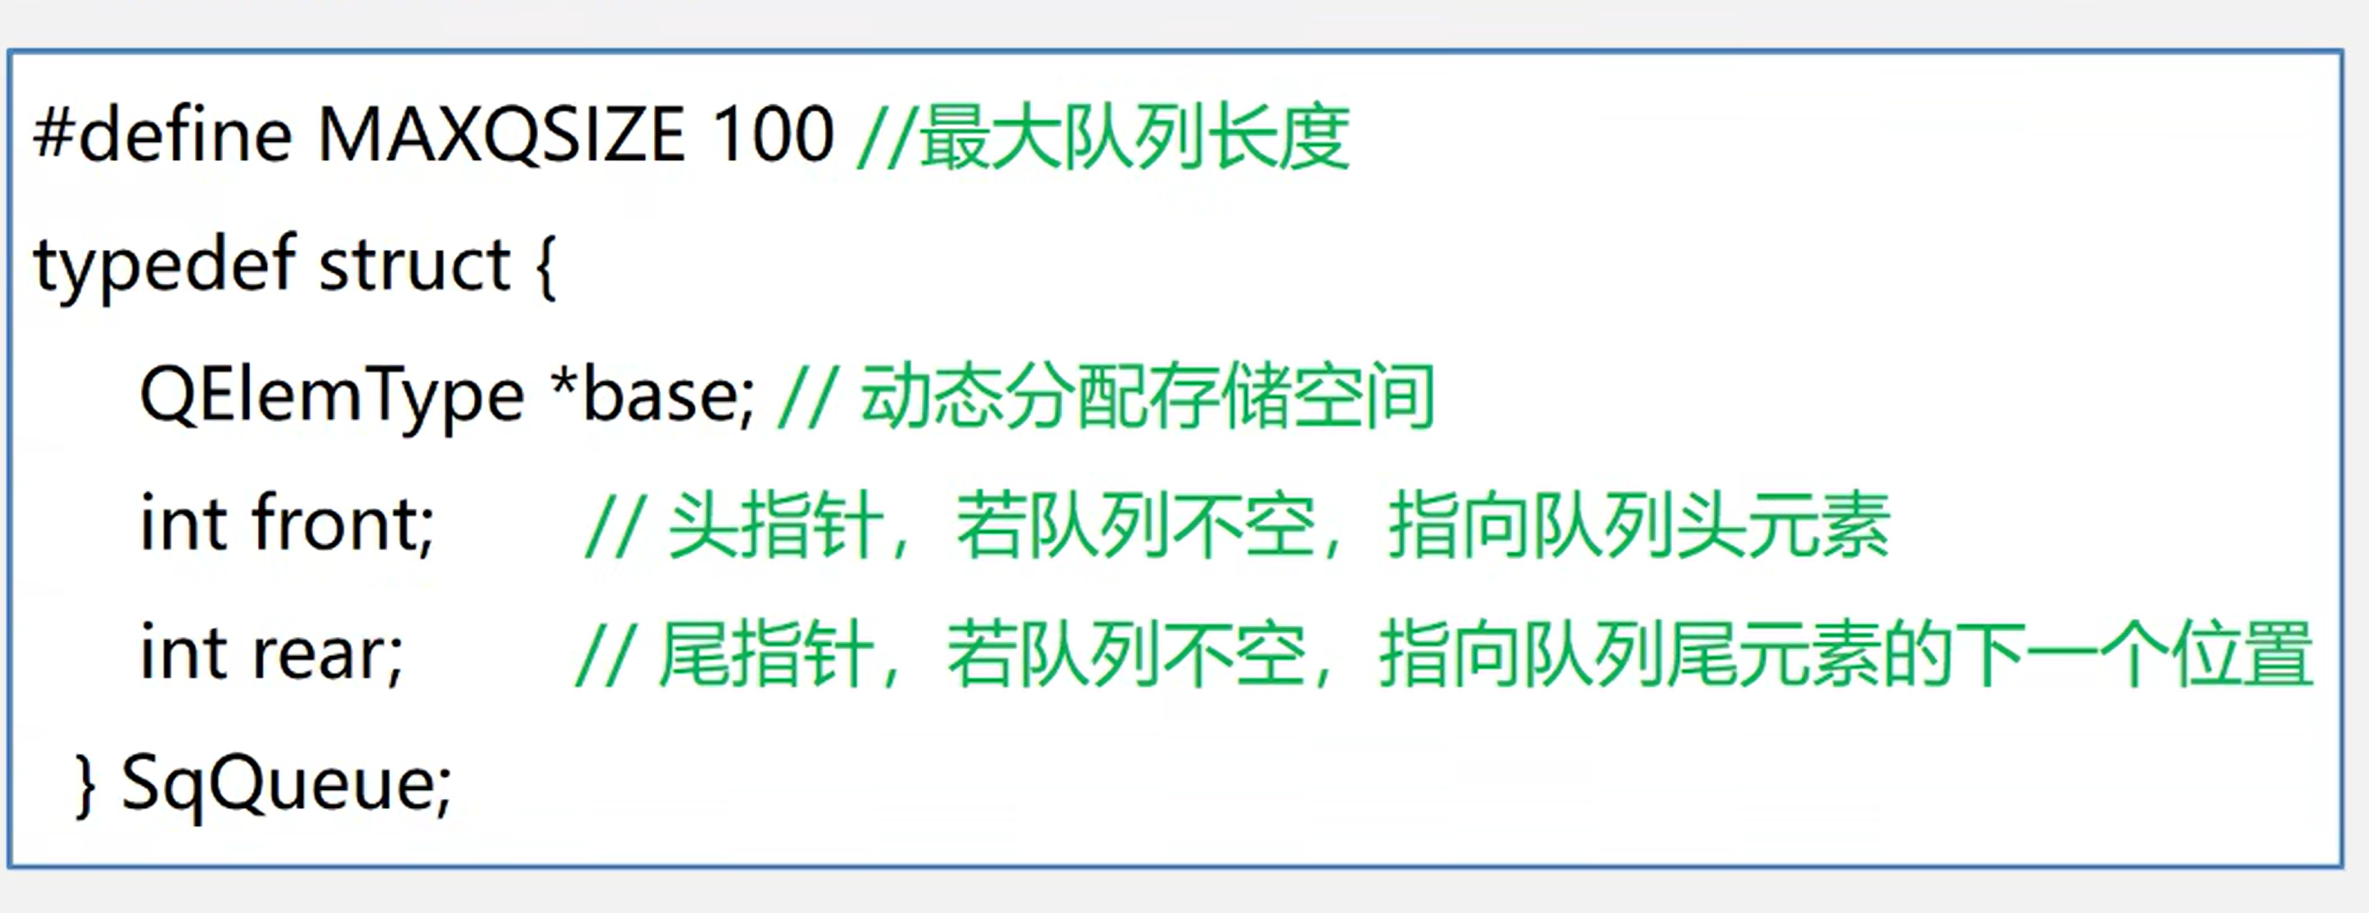 #define MAXQSIZE 100 //最大队列长度
typedef struct {
QElemType *base; // 动态分配存储空间
int front; // 头指针，若队列不空，指向队列头元素
int rear; // 尾指针，若队列不空，指向队列尾元素的下一个位置
} SqQueue;